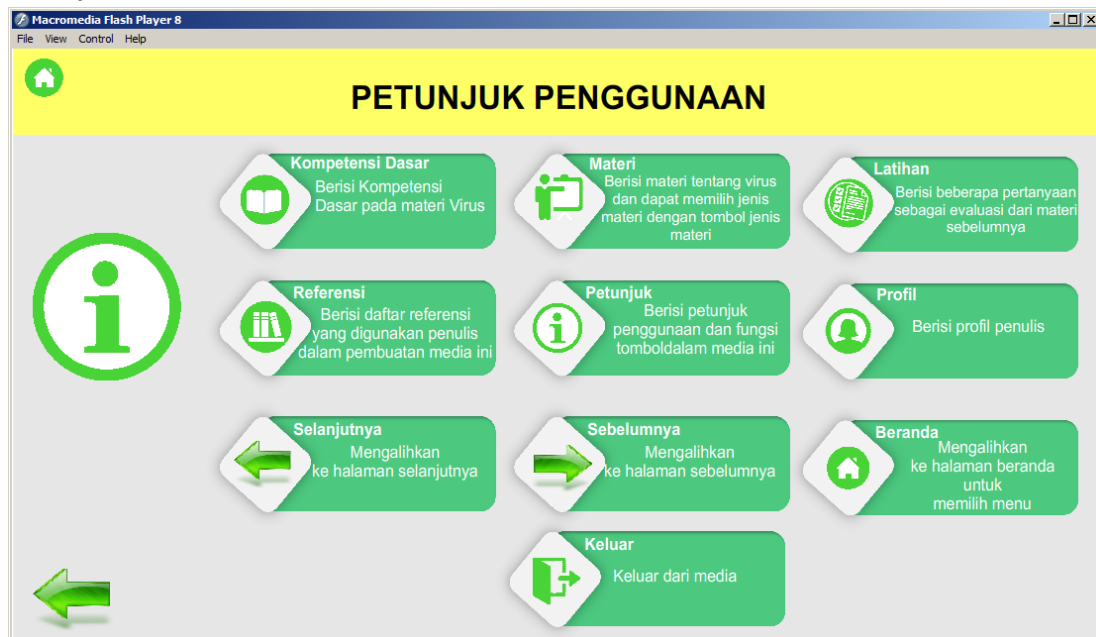 Macromedia Flash Player 8
File View Control Help
PETUNJUK PENGGUNAAN
Kompetensi Dasar
Berisi Kompetensi
Dasar pada materi Virus
Materi
Berisi materi tentang virus
dan dapat memilih jenis
materi dengan tombol jenis
materi
Latihan
Berisi beberapa pertanyaan
sebagai evaluasi dari materi
sebelumnya
Referensi
Berisi daftar referensi
yang digunakan penulis
dalam pembuatan media ini
Petunjuk
Berisi petunjuk
penggunaan dan fungsi
tomboldalam media ini
Profil
Berisi profil penulis
Selanjutnya
Mengalihkan
ke halaman selanjutnya
Sebelumnya
Mengalihkan
ke halaman sebelumnya
Beranda
Mengalihkan
ke halaman beranda
untuk
memilih menu
Keluar
Keluar dari media